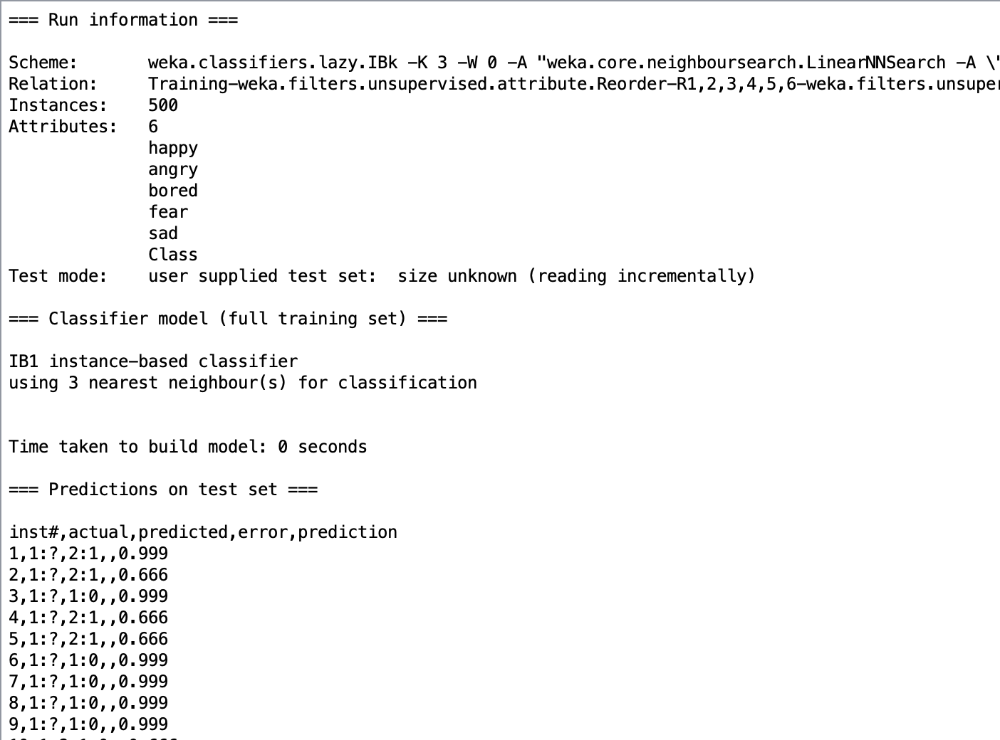 === Run information ===
Scheme: weka.classifiers.lazy.IBk -K 3 -W 0 -A "weka.core.neighboursearch.LinearNNSearch -A \"
Relation: Training-weka.filters.unsupervised.attribute.Reorder-R1,2,3,4,5,6-weka.filters.unsuper
Instances: 500
Attributes: 6
happy
angry
bored
fear
sad
Class
Test mode: user supplied test set: size unknown (reading incrementally)
=== Classifier model (full training set) ===
IB1 instance-based classifier
using 3 nearest neighbour(s) for classification
Time taken to build model: 0 seconds
=== Predictions on test set ===
inst#,actual,predicted,error,prediction
1,1:?,2:1,,0.999
2,1:?,2:1,,0.666
3,1:?,1:0,,0.999
4,1:?,2:1,,0.666
5,1:?,2:1,,0.666
6,1:?,1:0,,0.999
7,1:?,1:0,,0.999
8,1:?,1:0,,0.999
9,1:?,1:0,,0.999